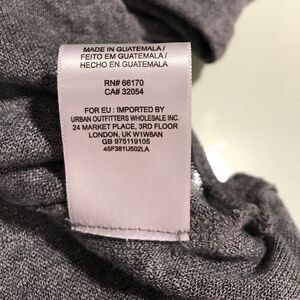 MADE IN GUATEMALA /
FEITO EM GUATEMALA /
HECHO EN GUATEMALA
RN# 66170
CA# 32054
FOR EU : IMPORTED BY
URBAN OUTFITTERS WHOLESALE INC.
24 MARKET PLACE, 3RD FLOOR
LONDON, UK W1W8AN
GB 975119105
45F381U502LA